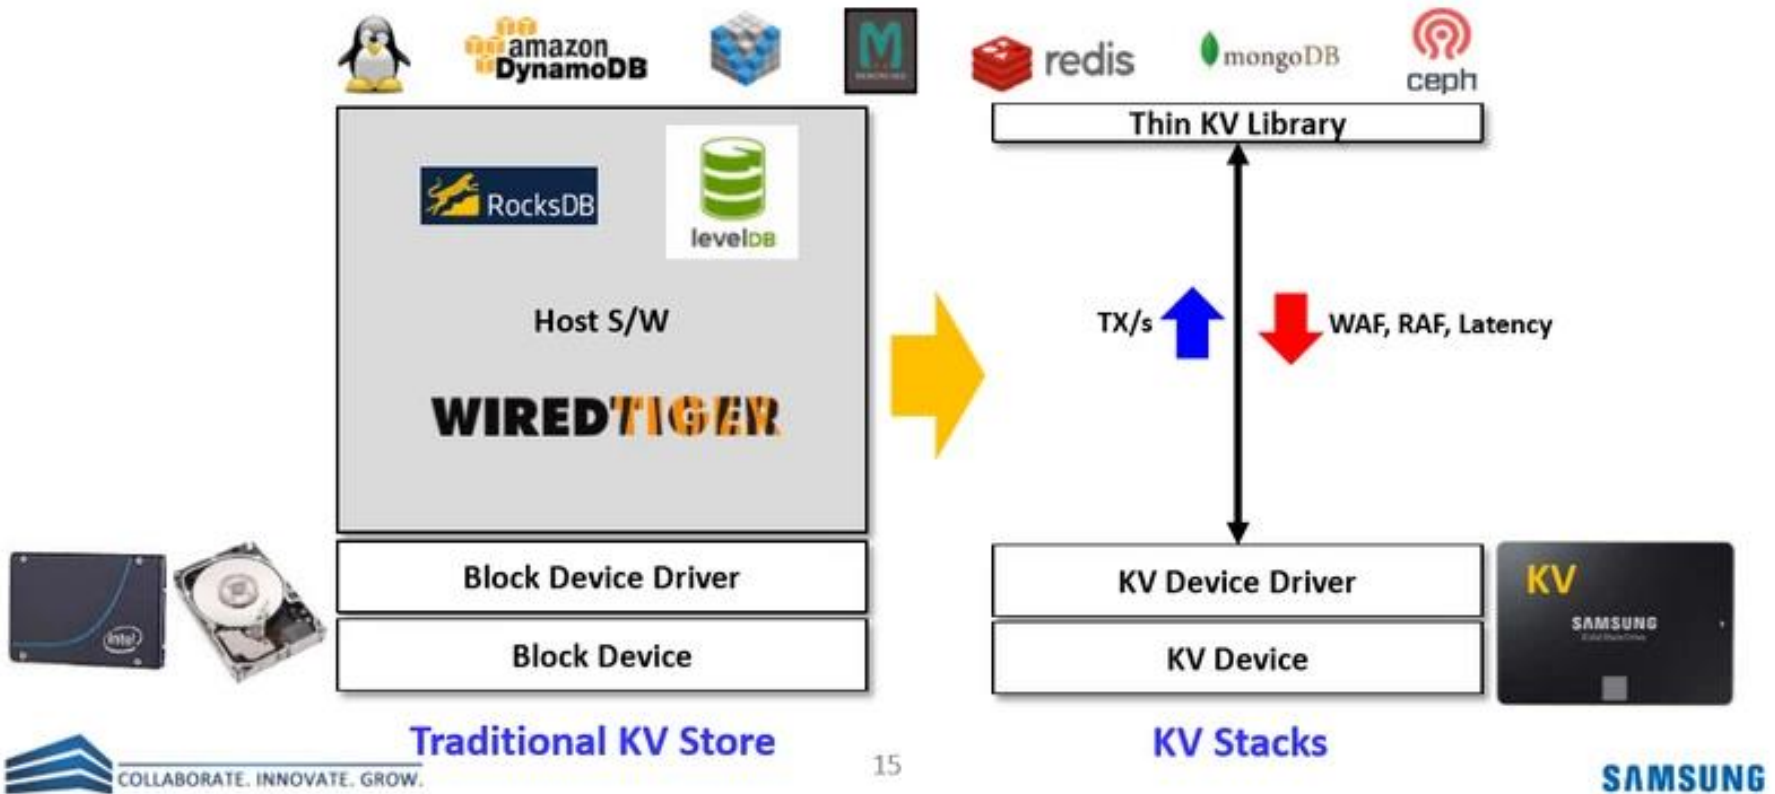 amazon
DynamoDB
M
redis
mongoDB
ceph
Thin KV Library
RocksDB
levelDB
Host S/W
WIREDTIGER
TX/s
WAF, RAF, Latency
intel
Block Device Driver
Block Device
KV Device Driver
KV Device
KV
SAMSUNG
Traditional KV Store
KV Stacks
COLLABORATE. INNOVATE. GROW.
15
SAMSUNG